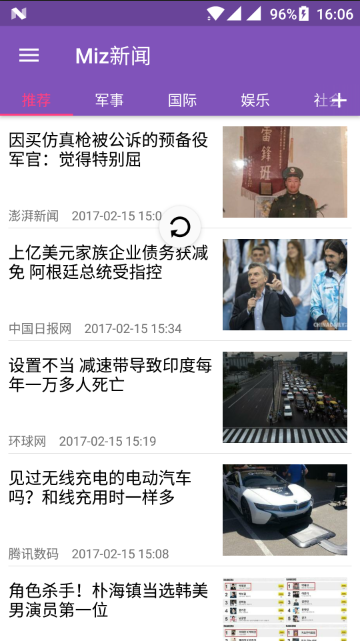 96% 16:06
Miz新闻
推荐 军事 国际 娱乐
因买仿真枪被公诉的预备役
军官：觉得特别屈
澎湃新闻 2017-02-15 15:0
上亿美元家族企业债务获减
免 阿根廷总统受指控
中国日报网 2017-02-15 15:34
设置不当 减速带导致印度每
年一万多人死亡
环球网 2017-02-15 15:19
见过无线充电的电动汽车
吗？和线充用时一样多
腾讯数码 2017-02-15 15:08
角色杀手！朴海镇当选韩美
男演员第一位